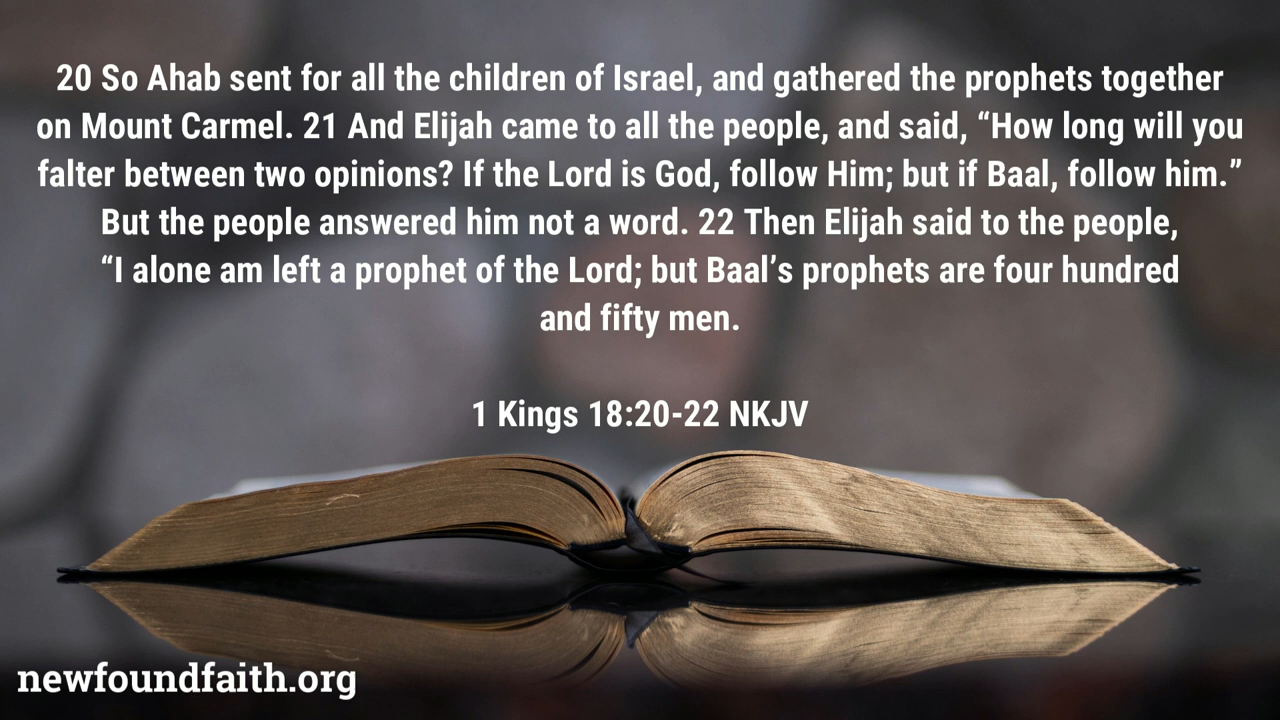 20 So Ahab sent for all the children of Israel, and gathered the prophets together
on Mount Carmel. 21 And Elijah came to all the people, and said, “How long will you
falter between two opinions? If the Lord is God, follow Him; but if Baal, follow him.”
But the people answered him not a word. 22 Then Elijah said to the people,
“I alone am left a prophet of the Lord; but Baal’s prophets are four hundred
and fifty men.
1 Kings 18:20-22 NKJV
newfoundfaith.org